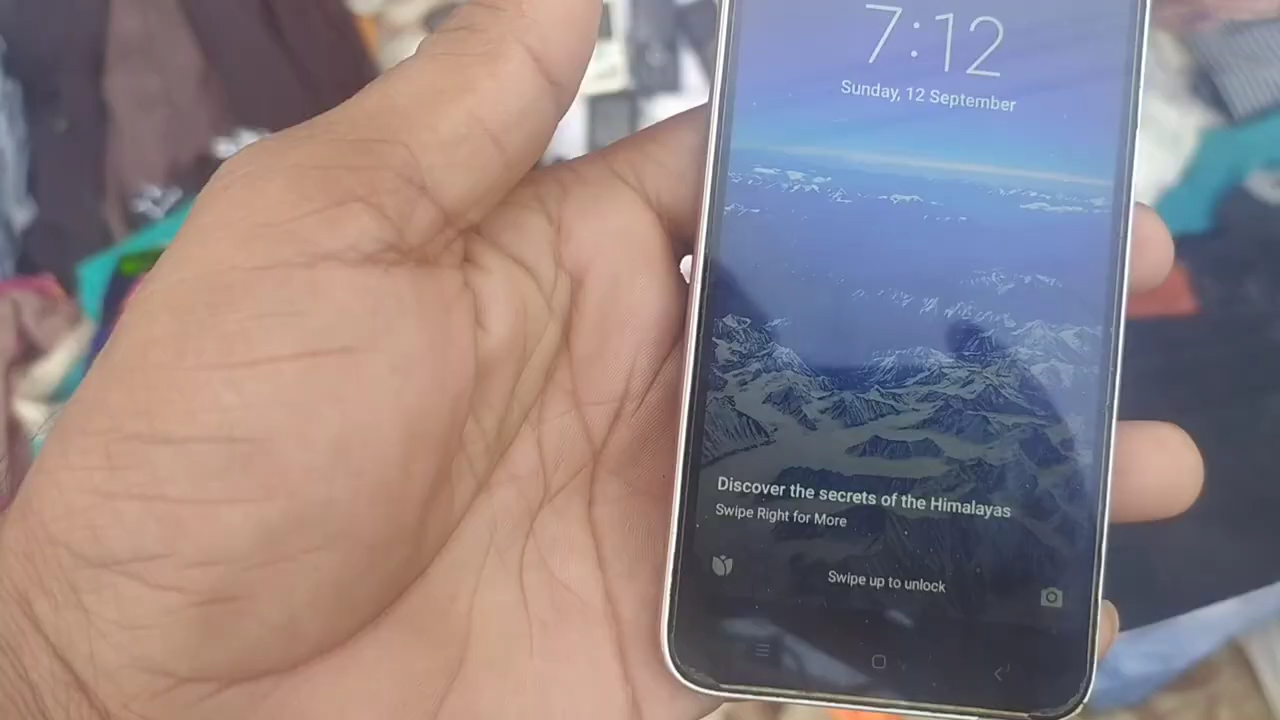 7:12
Sunday, 12 September
Discover the secrets of the Himalayas
Swipe Right for More
Swipe up to unlock